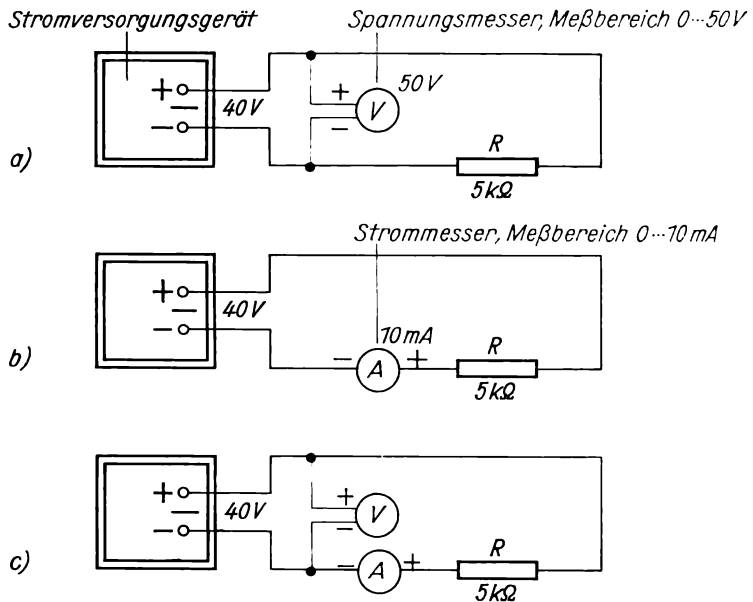 Stromversorgungsgerät
Spannungsmesser, Meßbereich 0···50V
+
−
40V
+
V
−
50V
R
5kΩ
a)
Strommesser, Meßbereich 0···10mA
+
−
40V
10mA
−
A
+
R
5kΩ
b)
+
−
40V
+
V
−
−
A
+
R
5kΩ
c)